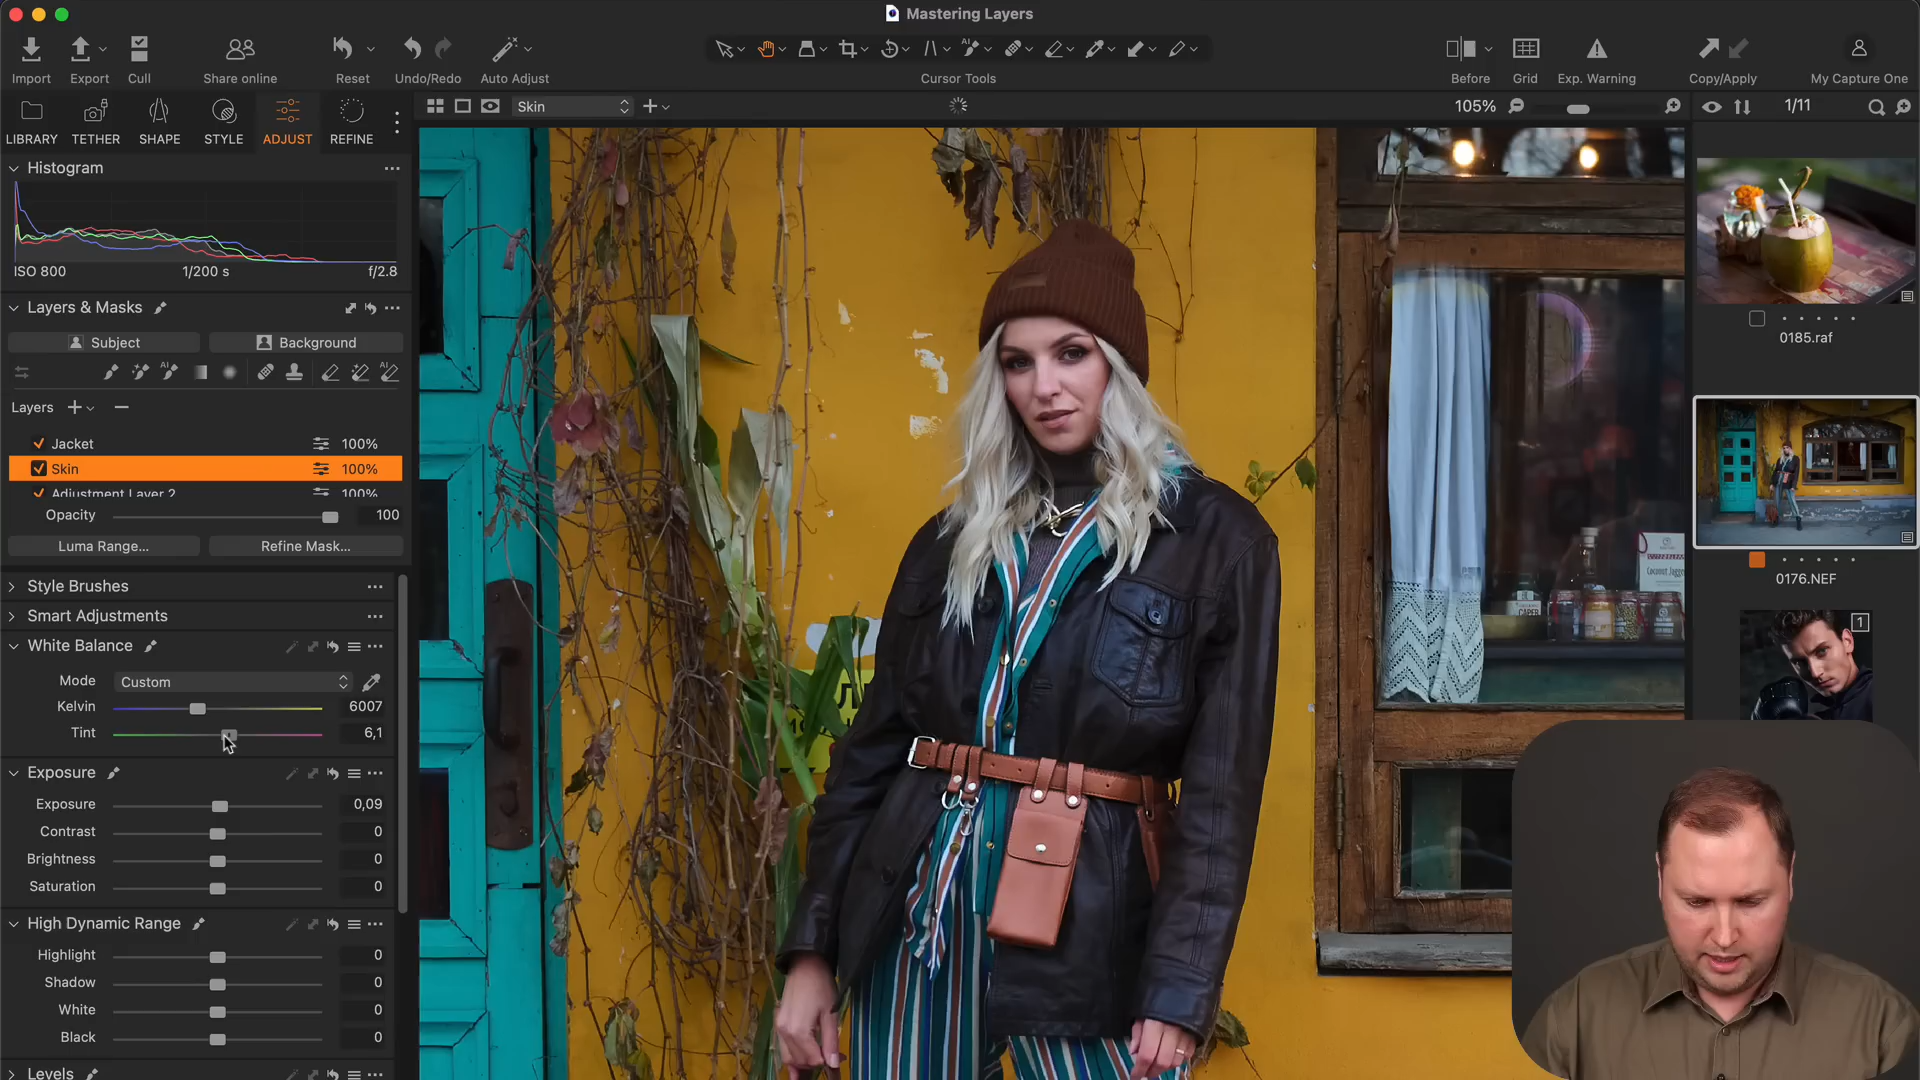 Mastering Layers
Import
Export
Cull
Share online
Reset
Undo/Redo
Auto Adjust
Cursor Tools
Before
Grid
Exp. Warning
Copy/Apply
My Capture One
LIBRARY
TETHER
SHAPE
STYLE
ADJUST
REFINE
Skin
105%
1/11
Histogram
ISO 800
1/200 s
f/2.8
Layers & Masks
Subject
Background
AI
AI
Layers
Jacket 100%
Skin 100%
Adjustment Layer 2 100%
Opacity 100
Luma Range...
Refine Mask...
Style Brushes
Smart Adjustments
White Balance
Mode Custom
Kelvin 6007
Tint 6,1
Exposure
Exposure 0,09
Contrast 0
Brightness 0
Saturation 0
High Dynamic Range
Highlight 0
Shadow 0
White 0
Black 0
Levels
CAPER
0185.raf
0176.NEF
1